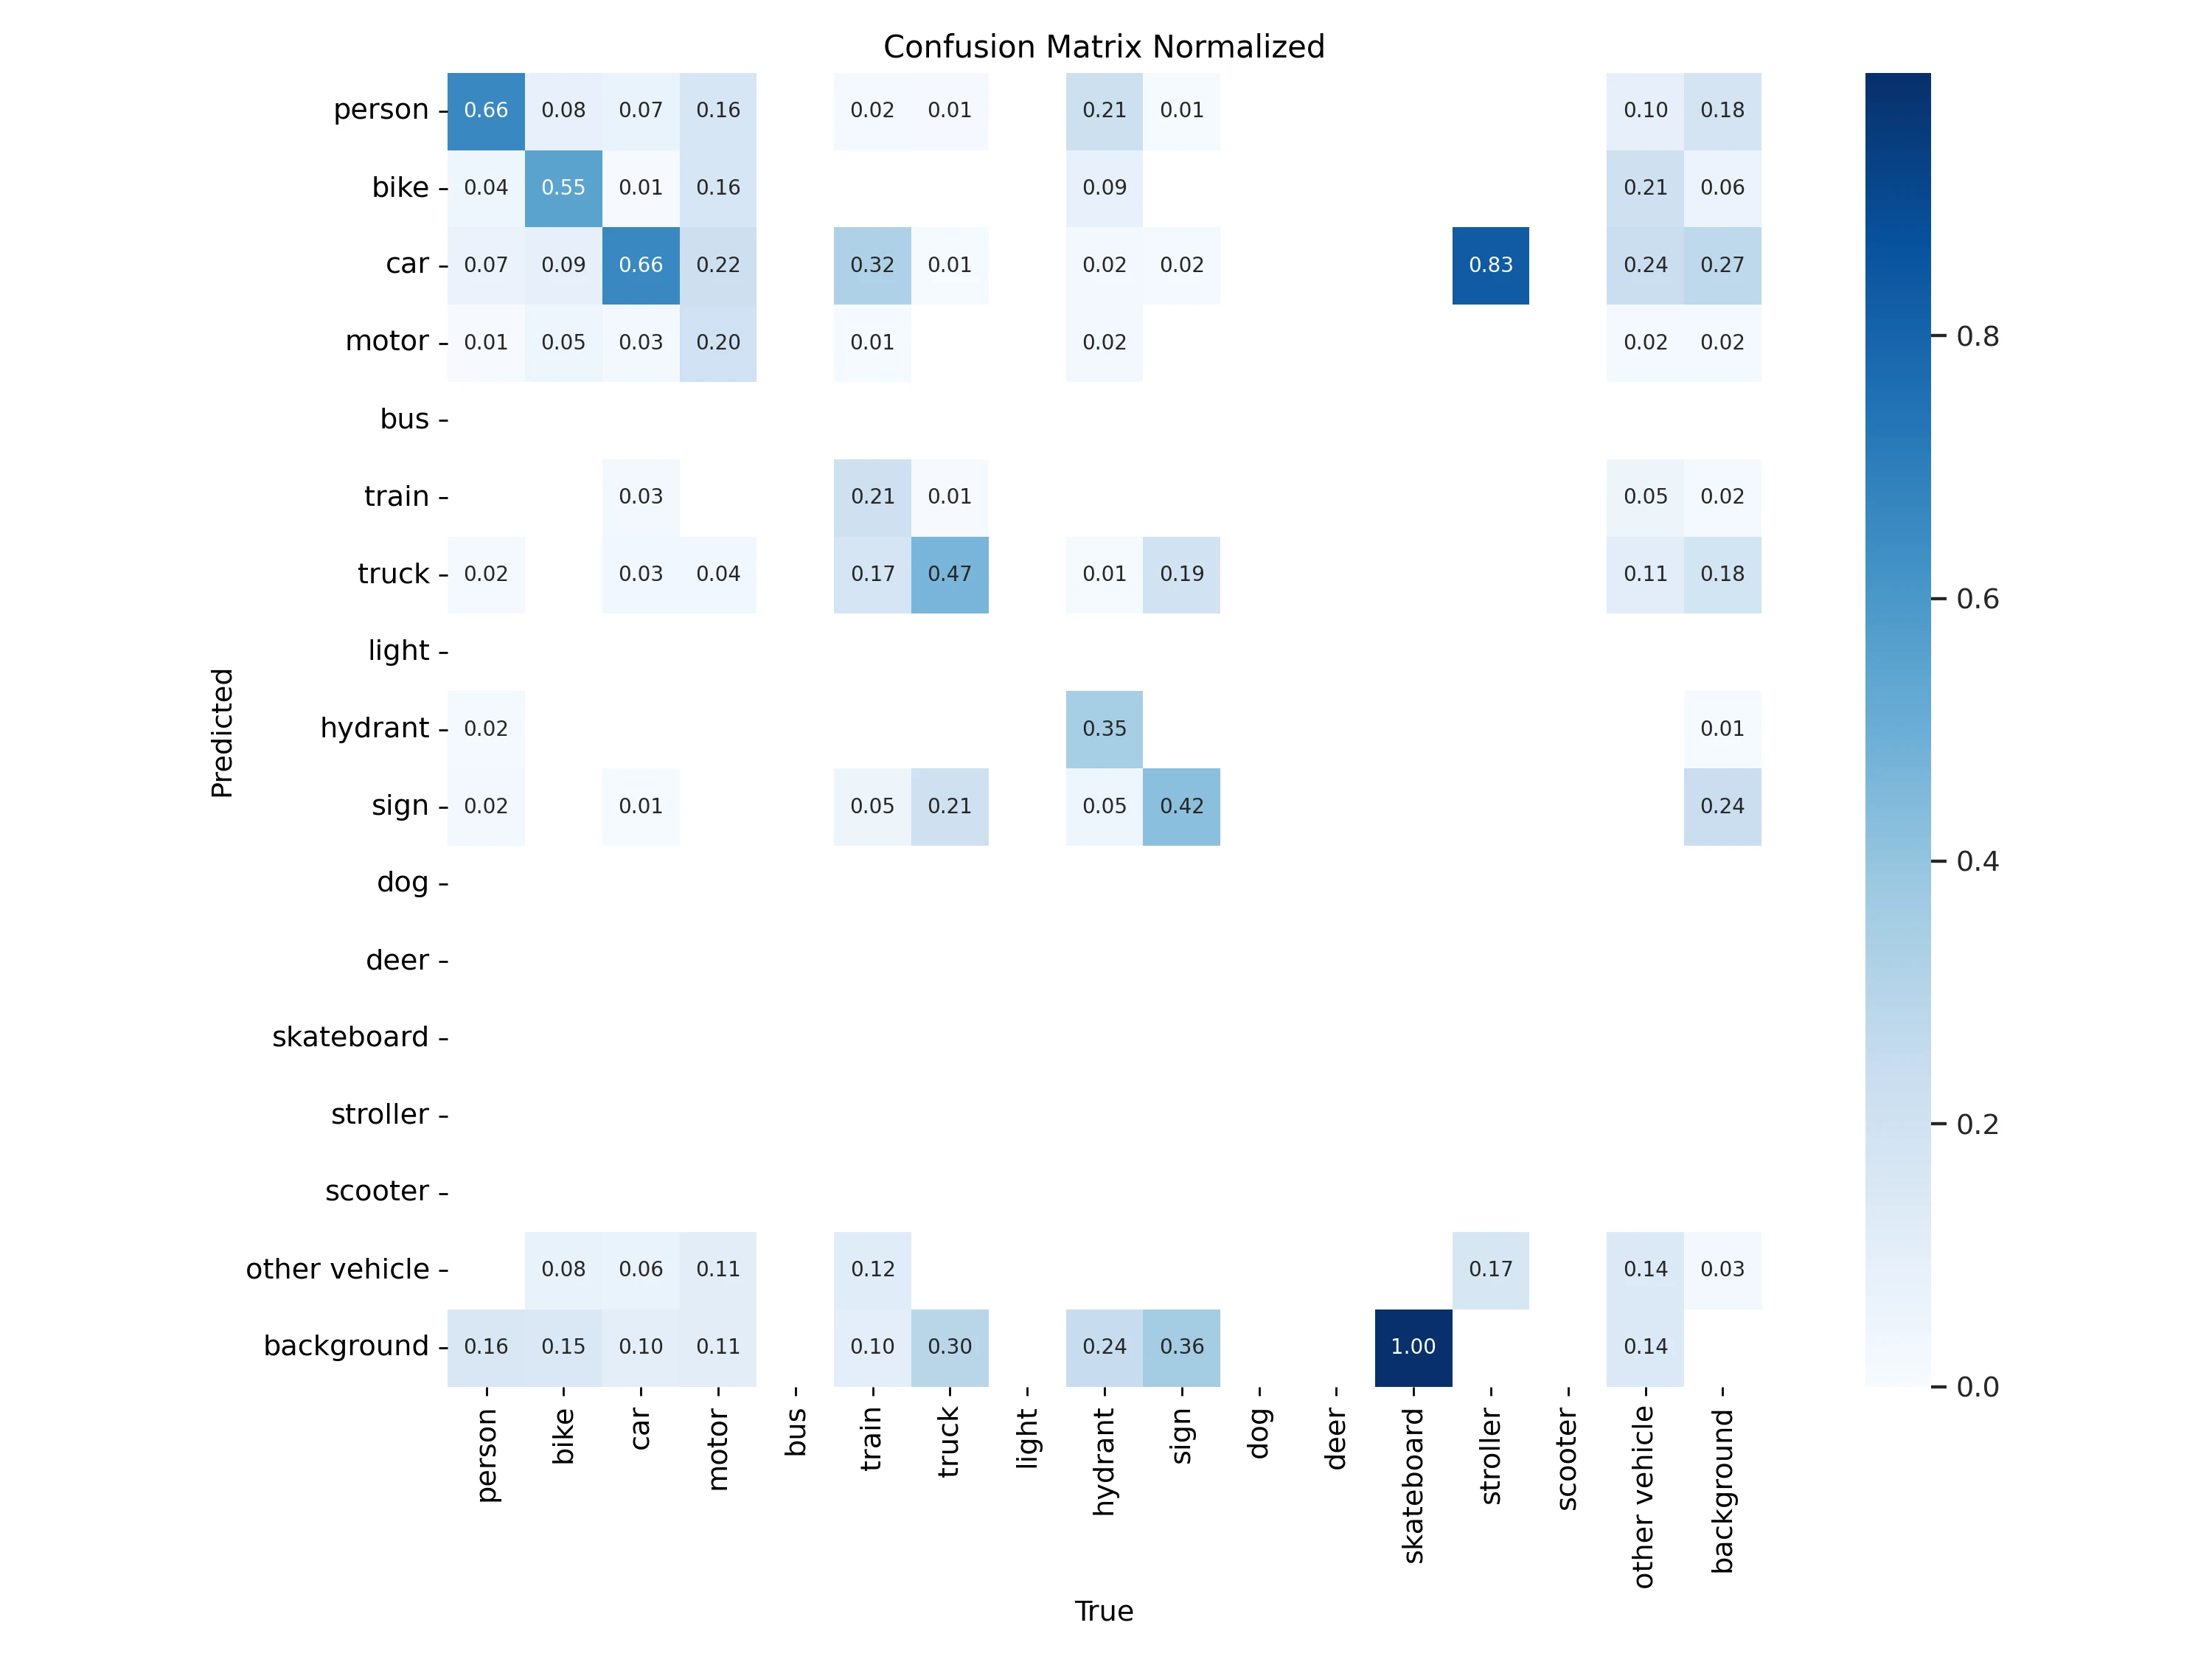 Confusion Matrix Normalized
person 0.66 0.08 0.07 0.16 0.02 0.01 0.21 0.01 0.10 0.18
bike 0.04 0.55 0.01 0.16 0.09 0.21 0.06
car 0.07 0.09 0.66 0.22 0.32 0.01 0.02 0.02 0.83 0.24 0.27
motor 0.01 0.05 0.03 0.20 0.01 0.02 0.02 0.02
0.8
bus
train 0.03 0.21 0.01 0.05 0.02
truck 0.02 0.03 0.04 0.17 0.47 0.01 0.19 0.11 0.18
0.6
light
Predicted
hydrant 0.02 0.35 0.01
sign 0.02 0.01 0.05 0.21 0.05 0.42 0.24
0.4
dog
deer
skateboard
stroller
0.2
scooter
other vehicle 0.08 0.06 0.11 0.12 0.17 0.14 0.03
background 0.16 0.15 0.10 0.11 0.10 0.30 0.24 0.36 1.00 0.14
0.0
person bike car motor bus train truck light hydrant sign dog deer skateboard stroller scooter other vehicle background
True